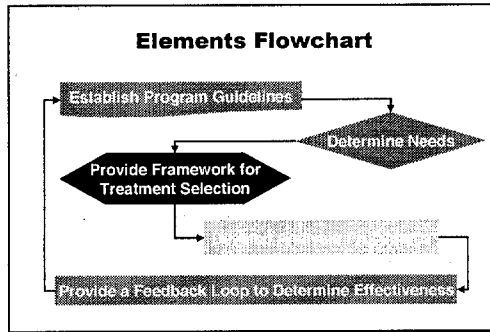 Elements Flowchart
Establish Program Guidelines
Determine Needs
Provide Framework for
Treatment Selection
Provide a Feedback Loop to Determine Effectiveness